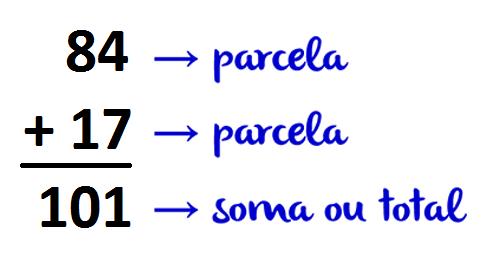 84 → parcela
+ 17 → parcela
101 → soma ou total